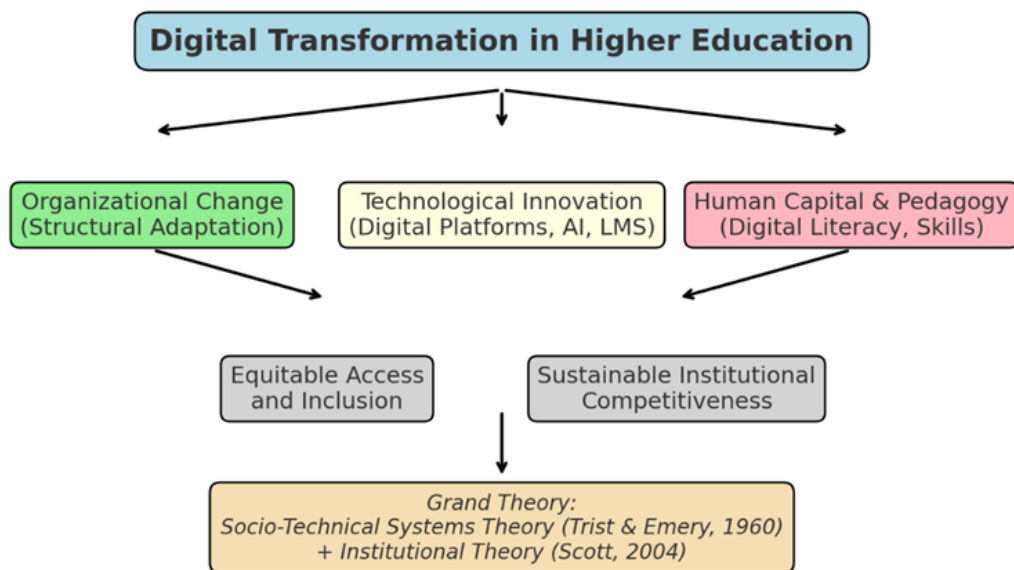 Digital Transformation in Higher Education
Organizational Change
(Structural Adaptation)
Technological Innovation
(Digital Platforms, AI, LMS)
Human Capital & Pedagogy
(Digital Literacy, Skills)
Equitable Access
and Inclusion
Sustainable Institutional
Competitiveness
Grand Theory:
Socio-Technical Systems Theory (Trist & Emery, 1960)
+ Institutional Theory (Scott, 2004)